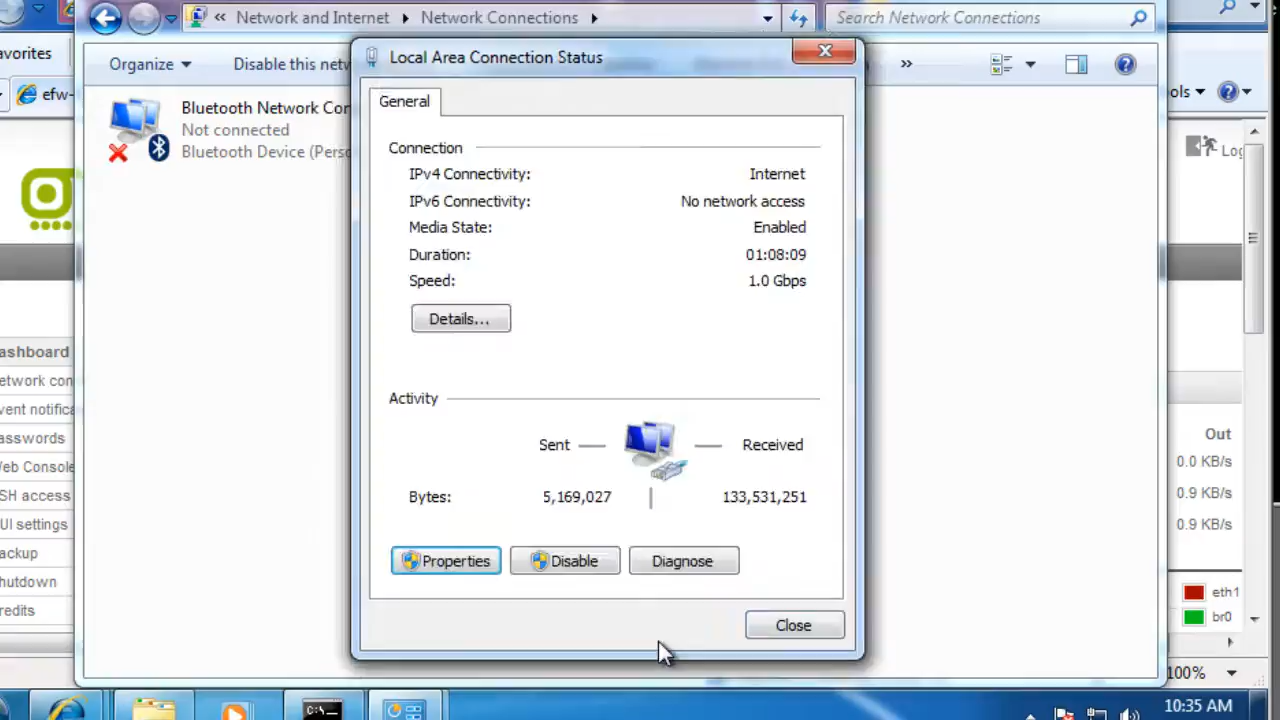 « Network and Internet ▸ Network Connections ▸
Search Network Connections
avorites
Organize
Disable this netw
»
efw-
ols
Local Area Connection Status
General
Bluetooth Network Con
Not connected
Bluetooth Device (Perso
Log
Connection
IPv4 Connectivity: Internet
IPv6 Connectivity: No network access
Media State: Enabled
Duration: 01:08:09
Speed: 1.0 Gbps
Details...
Activity
Sent — — Received
Bytes: 5,169,027 | 133,531,251
Properties Disable Diagnose
Close
ashboard
etwork con
vent notifica
asswords
Web Console
SH access
UI settings
ackup
hutdown
redits
Out
0.0 KB/s
0.9 KB/s
0.9 KB/s
eth1
br0
100%
C:\
10:35 AM